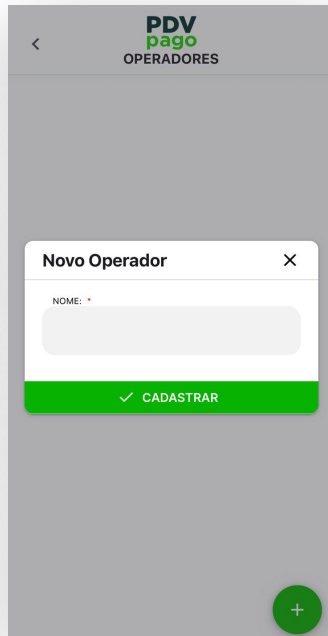 PDV
pago
OPERADORES
Novo Operador
NOME: *
CADASTRAR